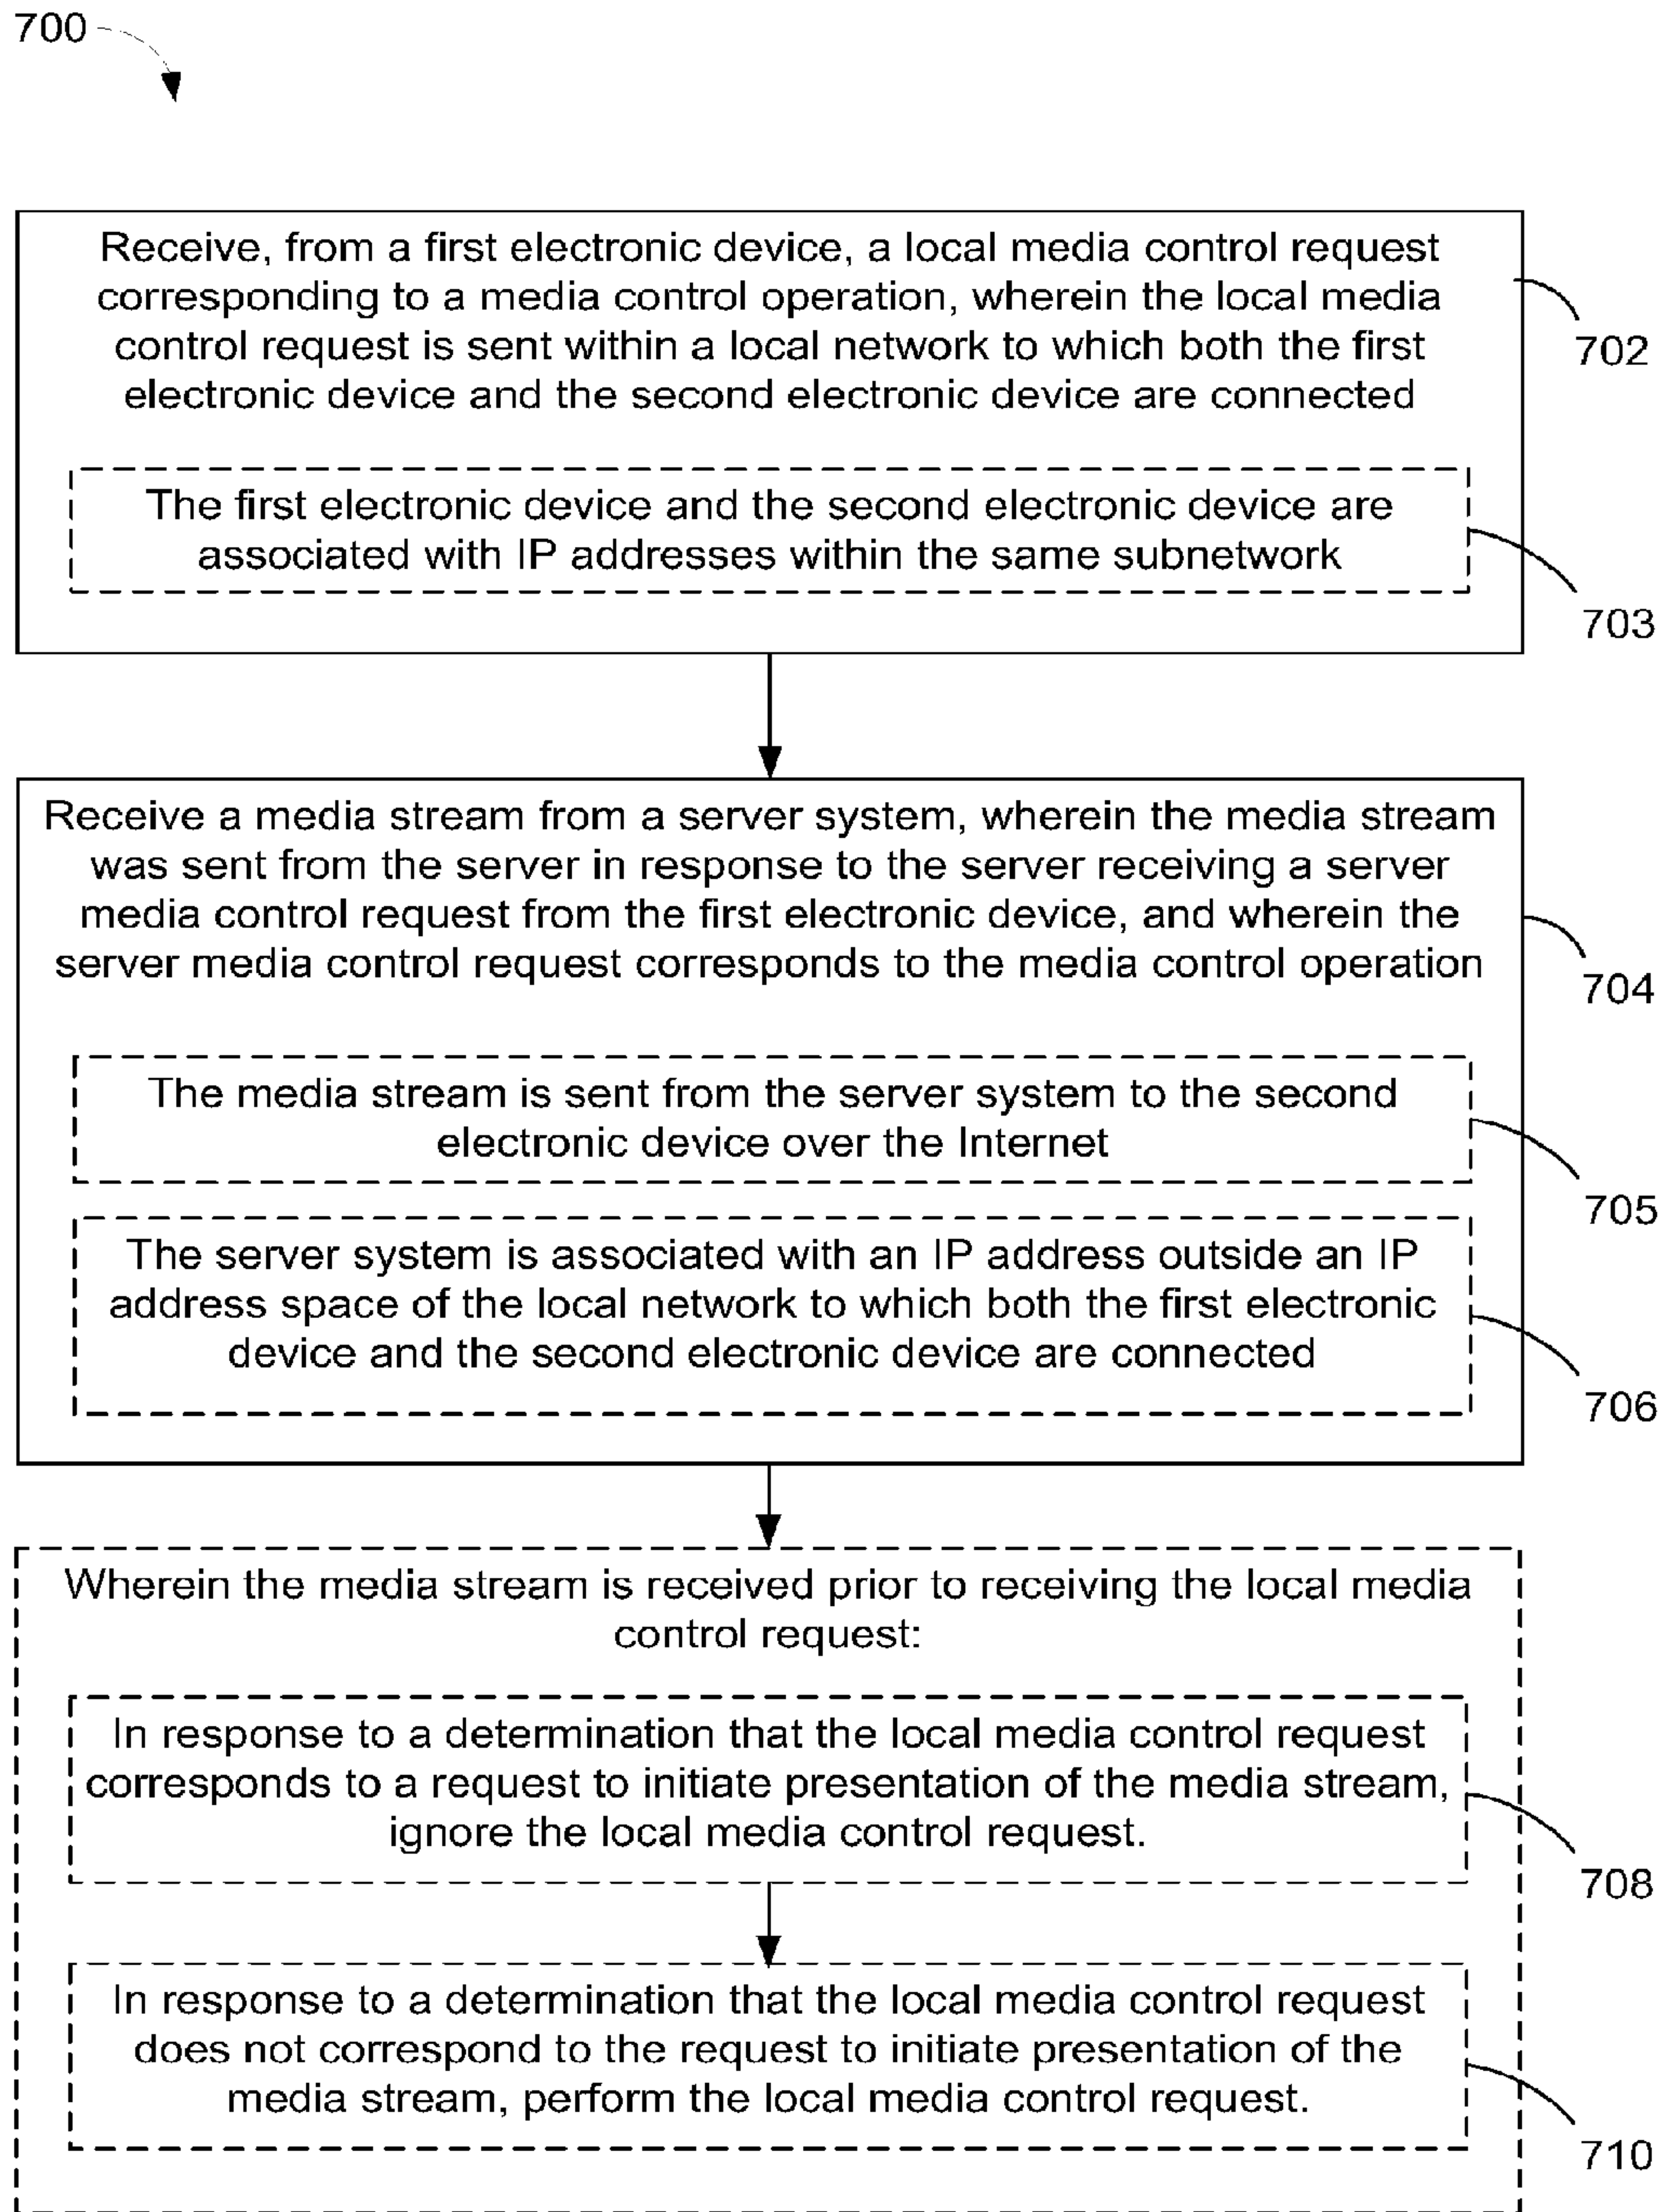 700
Receive, from a first electronic device, a local media control request
corresponding to a media control operation, wherein the local media
control request is sent within a local network to which both the first
electronic device and the second electronic device are connected
702
The first electronic device and the second electronic device are
associated with IP addresses within the same subnetwork
703
Receive a media stream from a server system, wherein the media stream
was sent from the server in response to the server receiving a server
media control request from the first electronic device, and wherein the
server media control request corresponds to the media control operation
704
The media stream is sent from the server system to the second
electronic device over the Internet
705
The server system is associated with an IP address outside an IP
address space of the local network to which both the first electronic
device and the second electronic device are connected
706
Wherein the media stream is received prior to receiving the local media
control request:
In response to a determination that the local media control request
corresponds to a request to initiate presentation of the media stream,
ignore the local media control request.
708
In response to a determination that the local media control request
does not correspond to the request to initiate presentation of the
media stream, perform the local media control request.
710